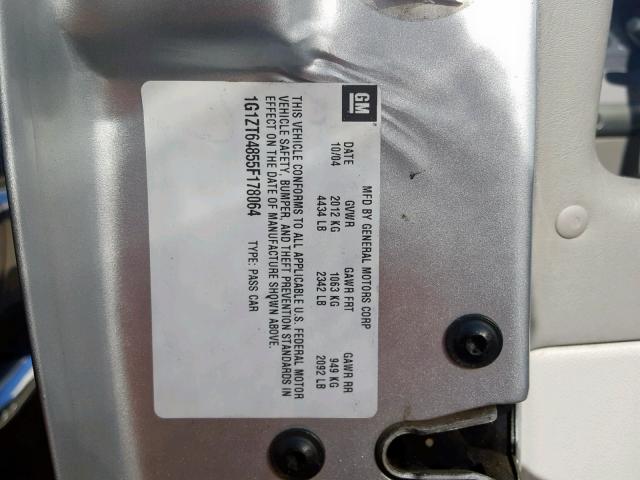 GM
MFD BY GENERAL MOTORS CORP
DATE GVWR GAWR FRT GAWR RR
10/04 2012 KG 1063 KG 949 KG
4434 LB 2342 LB 2092 LB
THIS VEHICLE CONFORMS TO ALL APPLICABLE U.S. FEDERAL MOTOR
VEHICLE SAFETY, BUMPER, AND THEFT PREVENTION STANDARDS IN
EFFECT ON THE DATE OF MANUFACTURE SHOWN ABOVE.
1G1ZT64855F178064 TYPE: PASS CAR